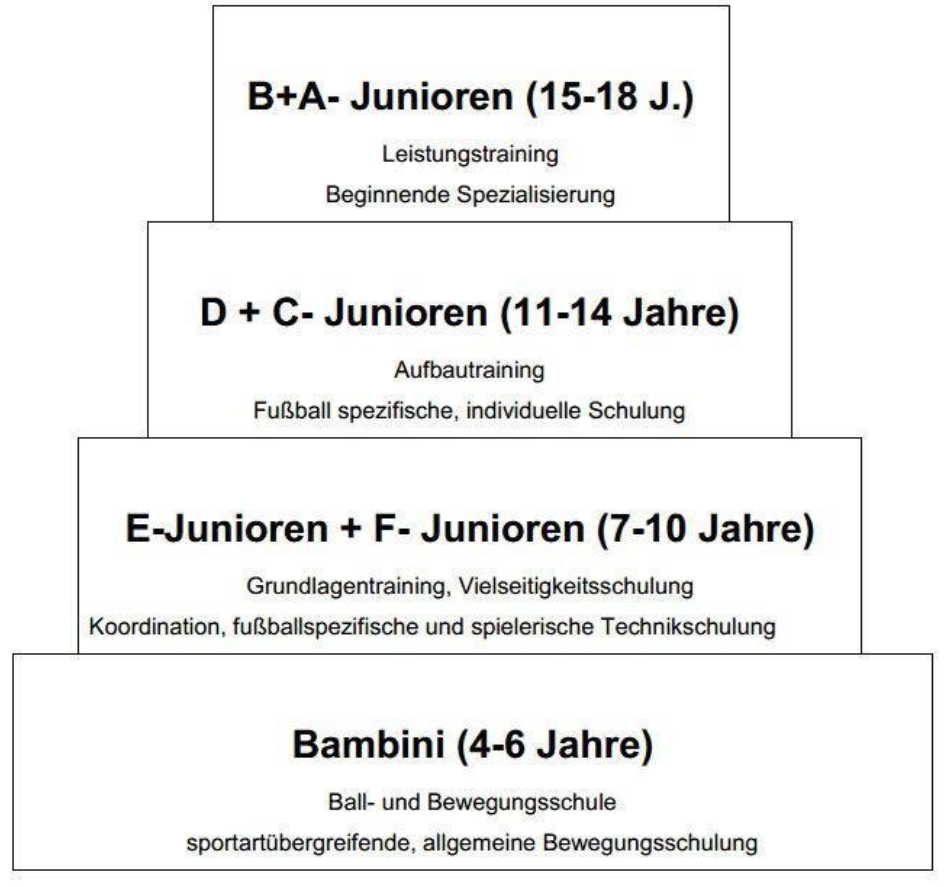 B+A- Junioren (15-18 J.)
Leistungstraining
Beginnende Spezialisierung
D + C- Junioren (11-14 Jahre)
Aufbautraining
Fußball spezifische, individuelle Schulung
E-Junioren + F- Junioren (7-10 Jahre)
Grundlagentraining, Vielseitigkeitsschulung
Koordination, fußballspezifische und spielerische Technikschulung
Bambini (4-6 Jahre)
Ball- und Bewegungsschule
sportartübergreifende, allgemeine Bewegungsschulung